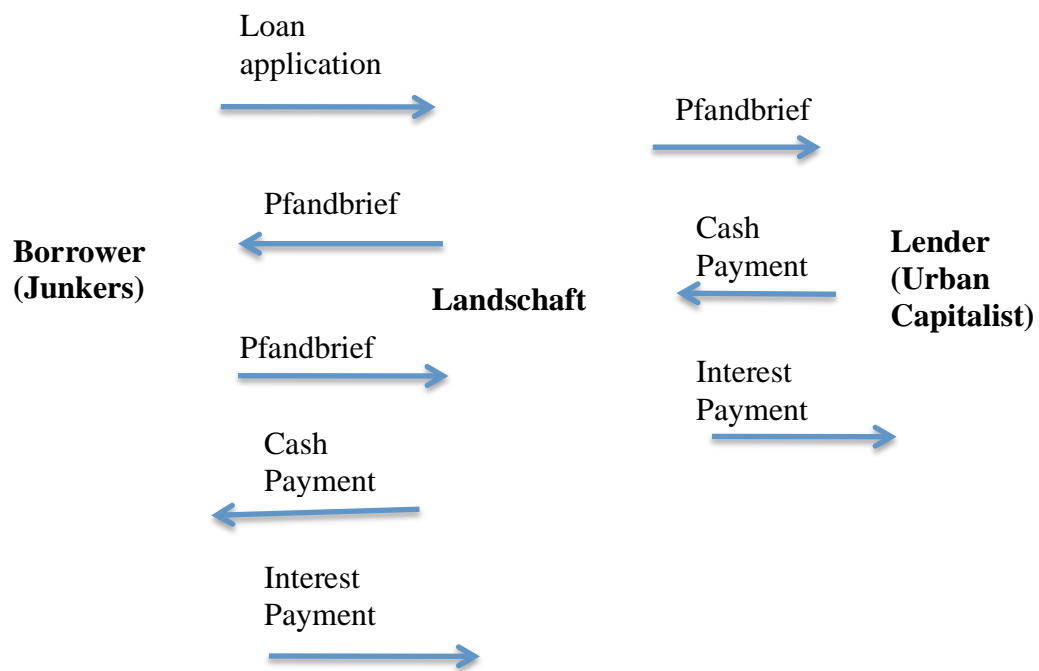 Loan
application
Pfandbrief
Pfandbrief
Borrower
(Junkers)
Cash
Payment
Lender
(Urban
Capitalist)
Landschaft
Pfandbrief
Interest
Payment
Cash
Payment
Interest
Payment